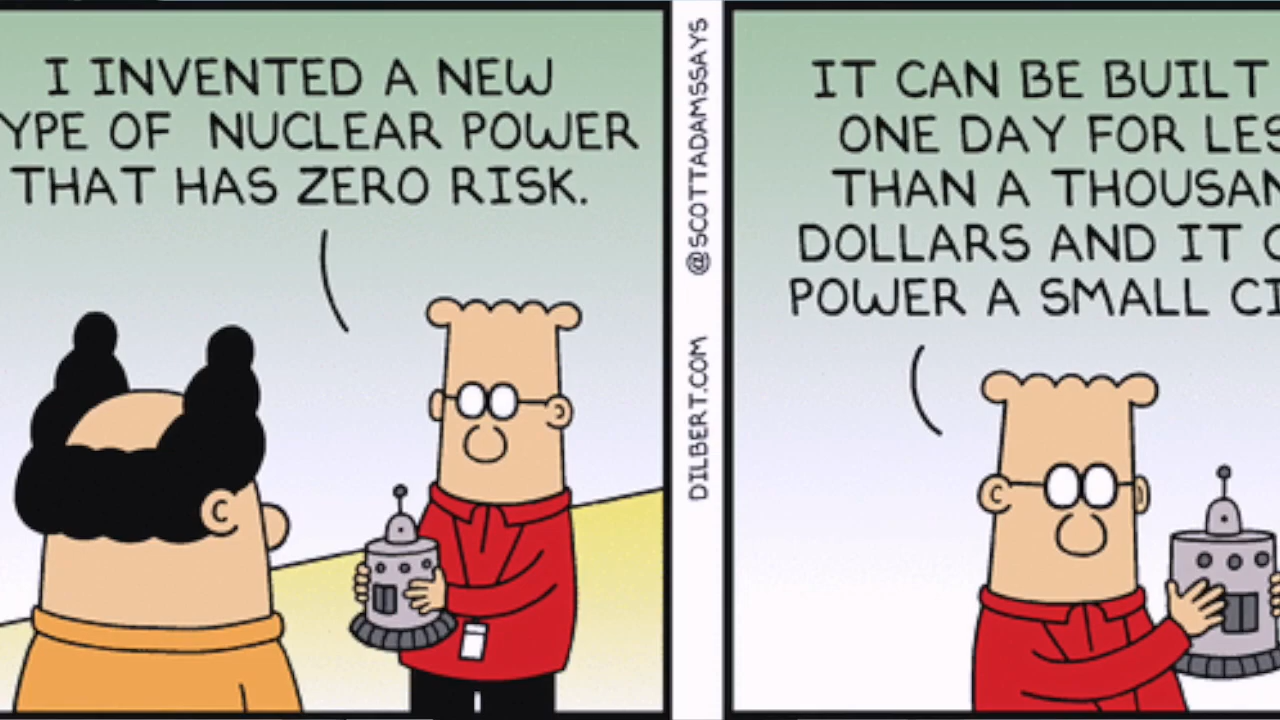 I INVENTED A NEW
YPE OF NUCLEAR POWER
THAT HAS ZERO RISK.
@SCOTTADAMSSAYS
DILBERT.COM
IT CAN BE BUILT
ONE DAY FOR LES
THAN A THOUSAN
DOLLARS AND IT C
POWER A SMALL CI